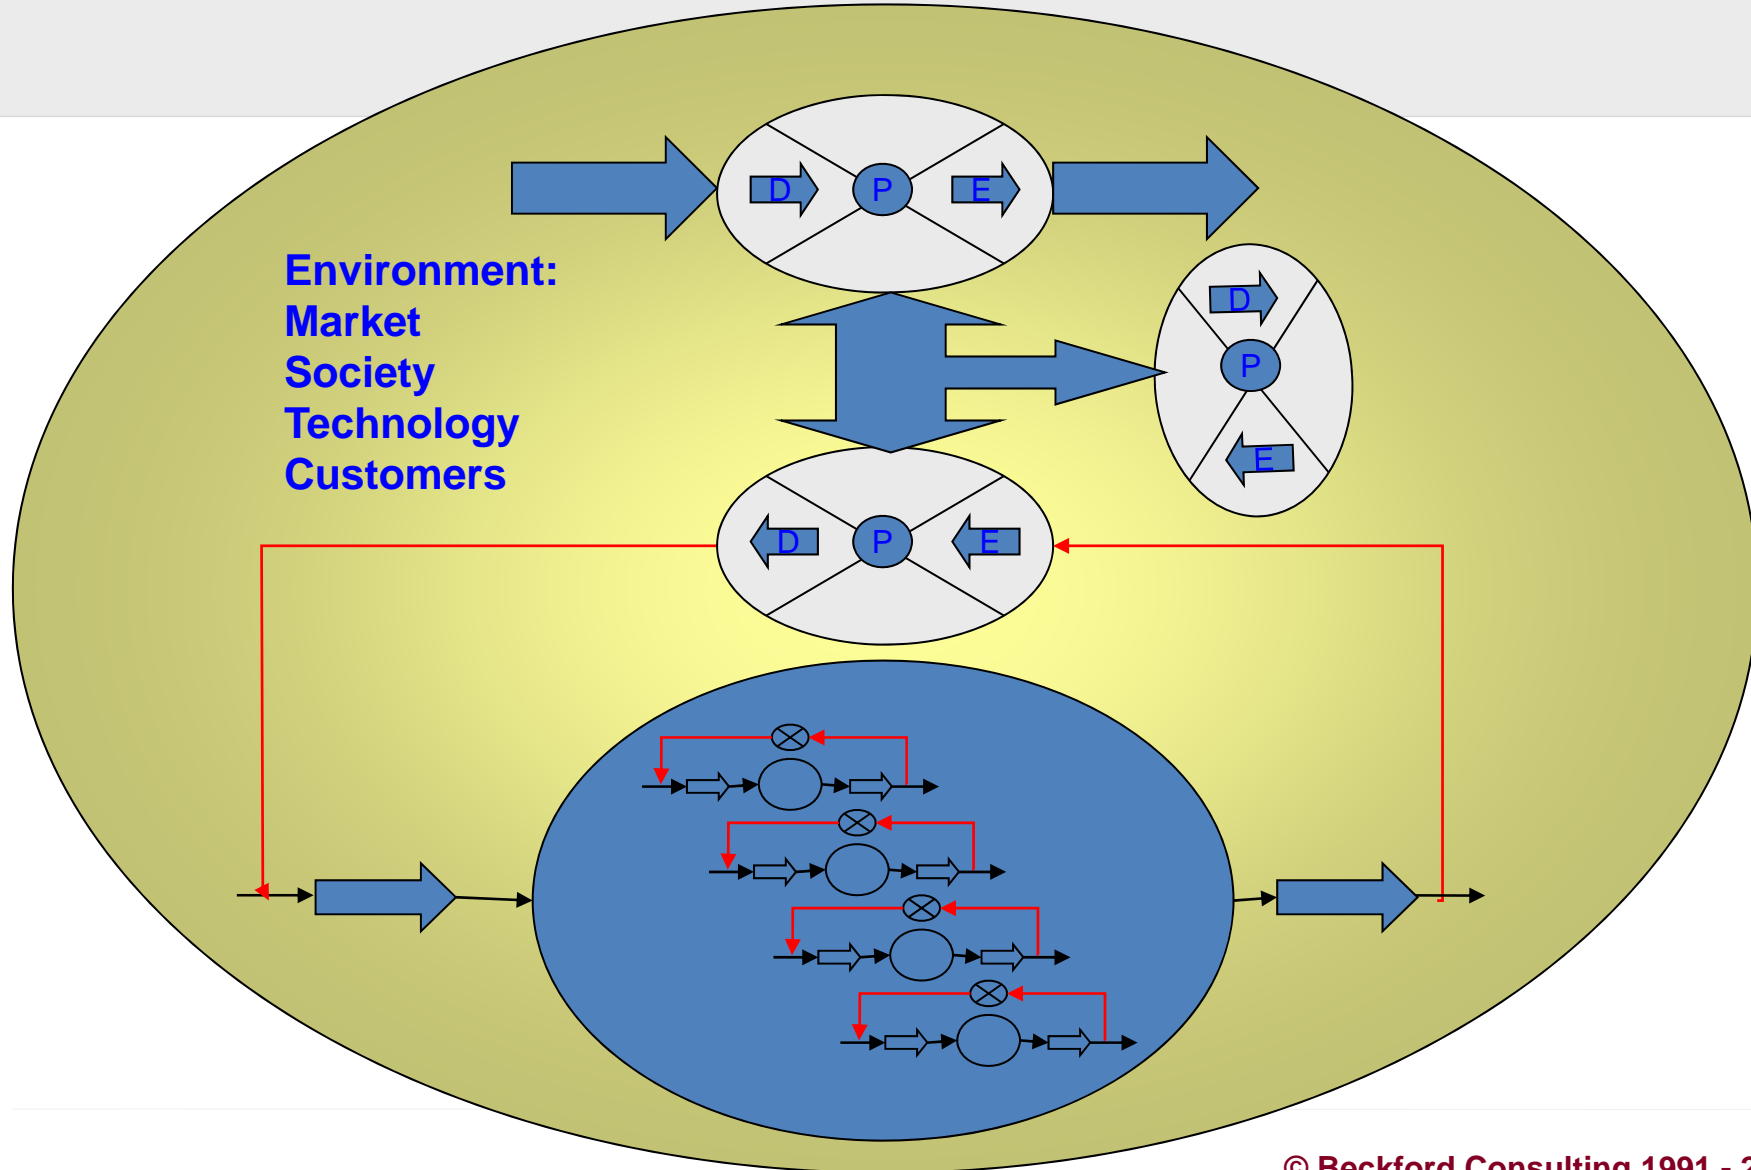 D P E
Environment:
Market
Society
Technology
Customers
D
P
E
D P E
© Beckford Consulting 1991 -